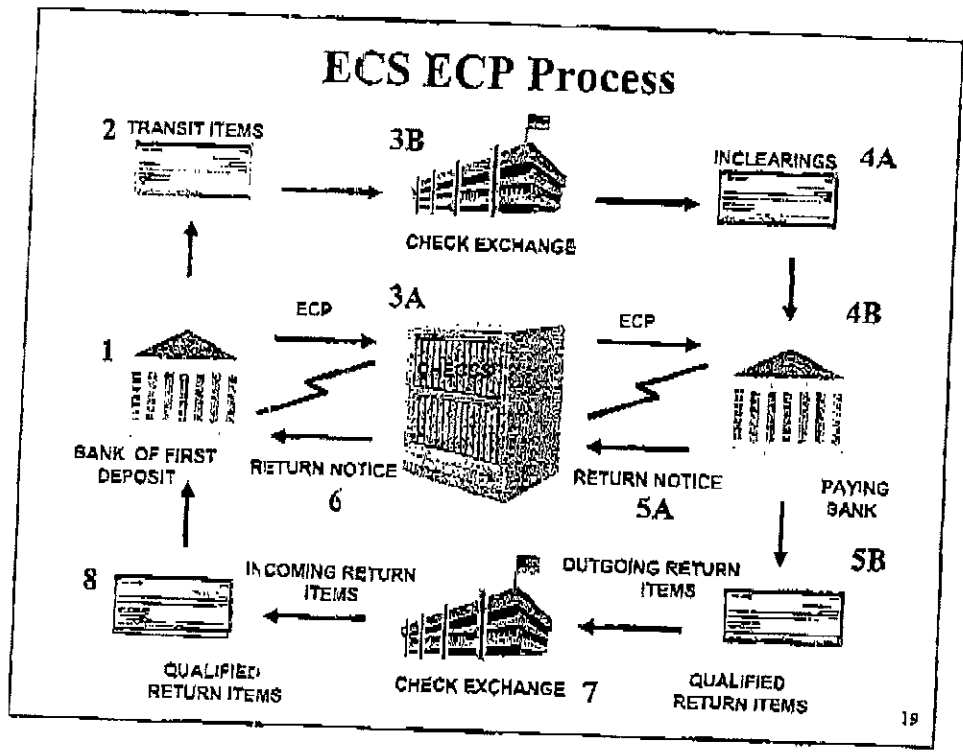 ECS ECP Process
2 TRANSIT ITEMS
3B
CHECK EXCHANGE
INCLEARINGS 4A
1
ECP
3A
CHECCS
ECP
4B
BANK OF FIRST
DEPOSIT
RETURN NOTICE
6
RETURN NOTICE
5A
PAYING
BANK
8
INCOMING RETURN
ITEMS
OUTGOING RETURN
ITEMS
5B
QUALIFIED
RETURN ITEMS
CHECK EXCHANGE 7
QUALIFIED
RETURN ITEMS
19